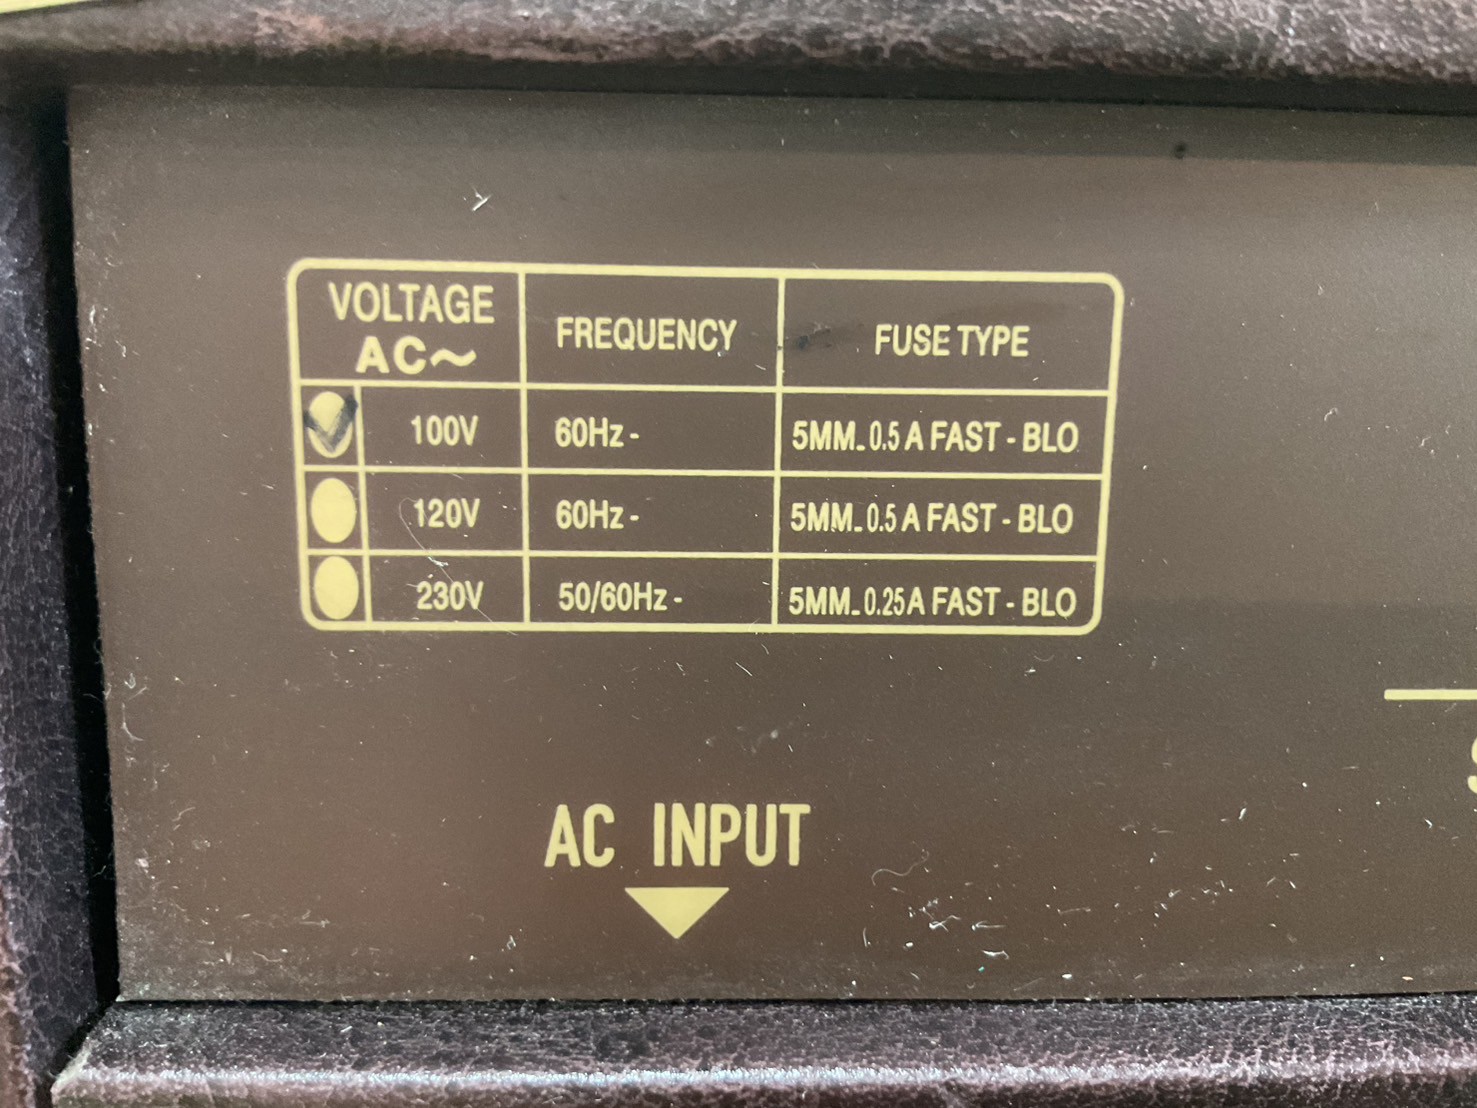 VOLTAGE
AC~
FREQUENCY
FUSE TYPE
100V
60Hz -
5MM_0.5 A FAST - BLO
120V
60Hz -
5MM_0.5 A FAST - BLO
230V
50/60Hz -
5MM_0.25 A FAST - BLO
AC INPUT